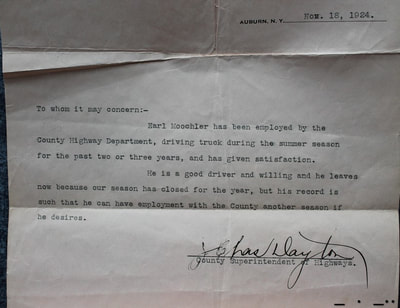 AUBURN, N.Y. Nom. 18, 1924.
To whom it may concern:-
Earl Moochler has been employed by the
County Highway Department, driving truck during the summer season
for the past two or three years, and has given satisfaction.
He is a good driver and willing and he leaves
now because our season has closed for the year, but his record is
such that he can have employment with the County another season if
he desires.
Chas Dayton
County Superintendent of Highways.